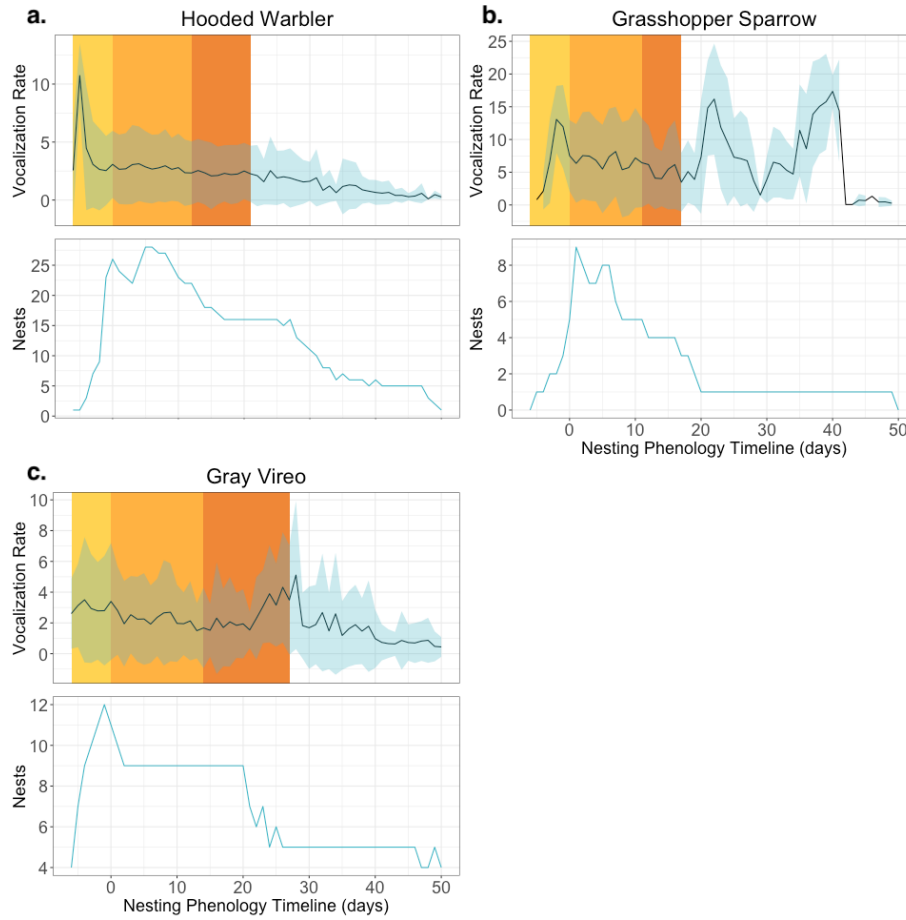 a.
Hooded Warbler
Vocalization Rate
10
5
0
Nests
25
20
15
10
5
0
b.
Grasshopper Sparrow
Vocalization Rate
25
20
15
10
5
0
Nests
8
6
4
2
0
0 10 20 30 40 50
Nesting Phenology Timeline (days)
c.
Gray Vireo
Vocalization Rate
10
8
6
4
2
0
Nests
12
10
8
6
4
0 10 20 30 40 50
Nesting Phenology Timeline (days)